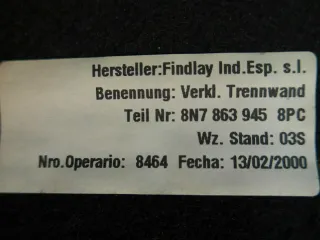 Hersteller:Findlay Ind.Esp. s.l.
Benennung: Verkl. Trennwand
Teil Nr: 8N7 863 945 8PC
Wz. Stand: 03S
Nro.Operario: 8464 Fecha: 13/02/2000